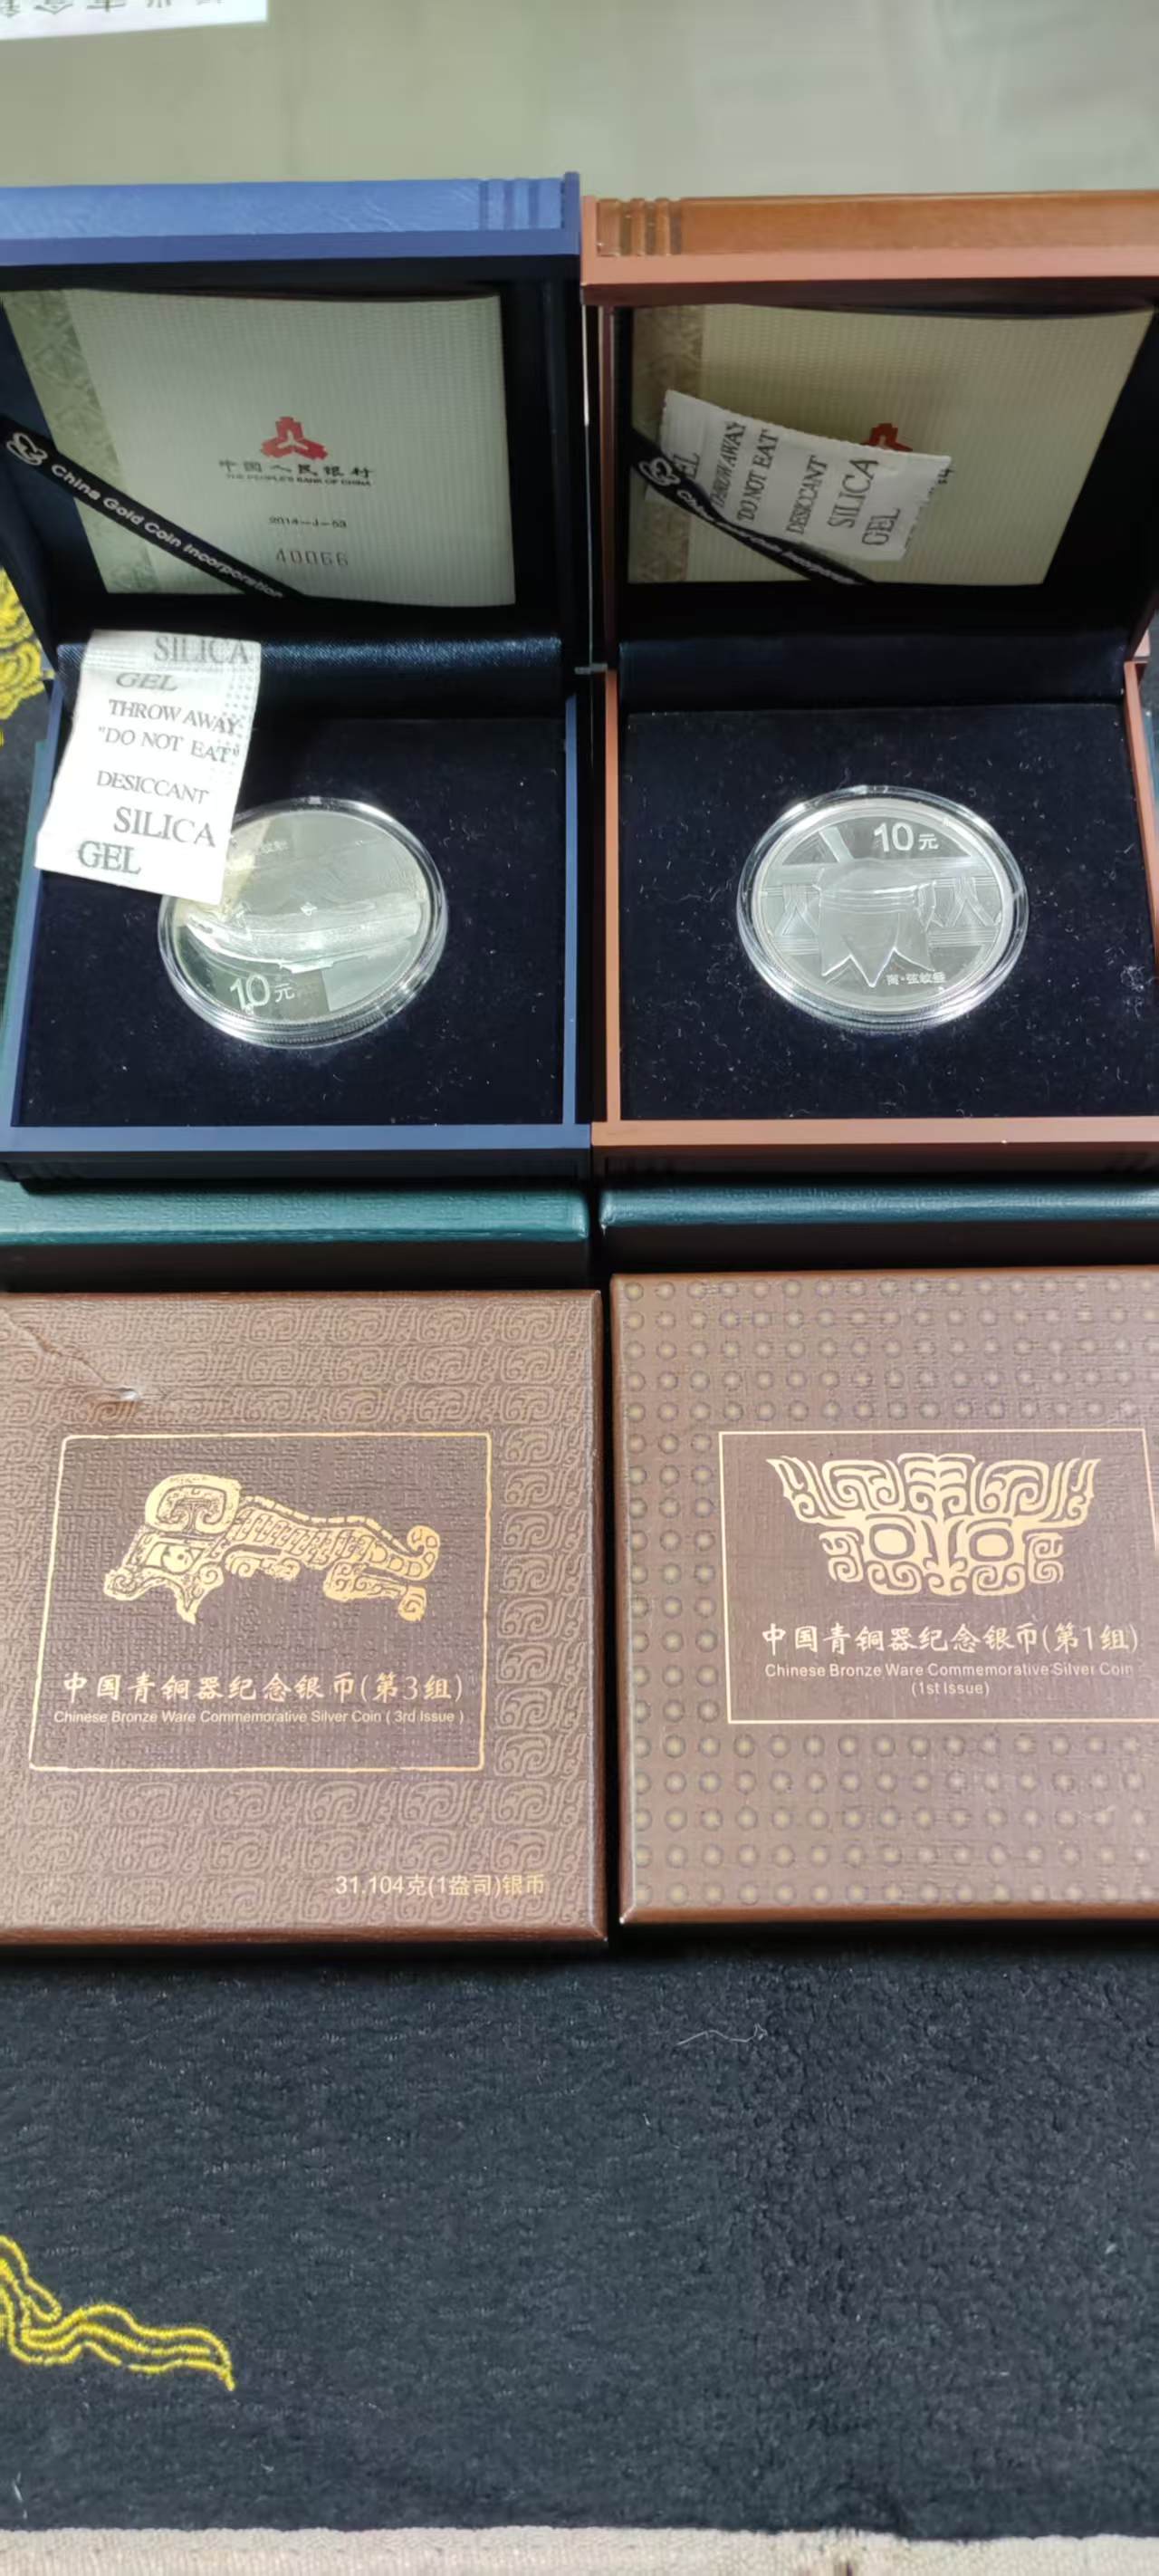 China Gold Coin Incorporation
中国人民银行
THE PEOPLE'S BANK OF CHINA
2014-J-53
40066
SILICA
GEL
THROW AWAY
"DO NOT EAT"
DESICCANT
SILICA
GEL
10元
THROW AWAY
"DO NOT EAT"
DESICCANT
SILICA
GEL
10元
商·弦纹斝
中国青铜器纪念银币(第3组)
Chinese Bronze Ware Commemorative Silver Coin ( 3rd Issue )
31.104克(1盎司)银币
中国青铜器纪念银币(第1组)
Chinese Bronze Ware Commemorative Silver Coin
(1st Issue)